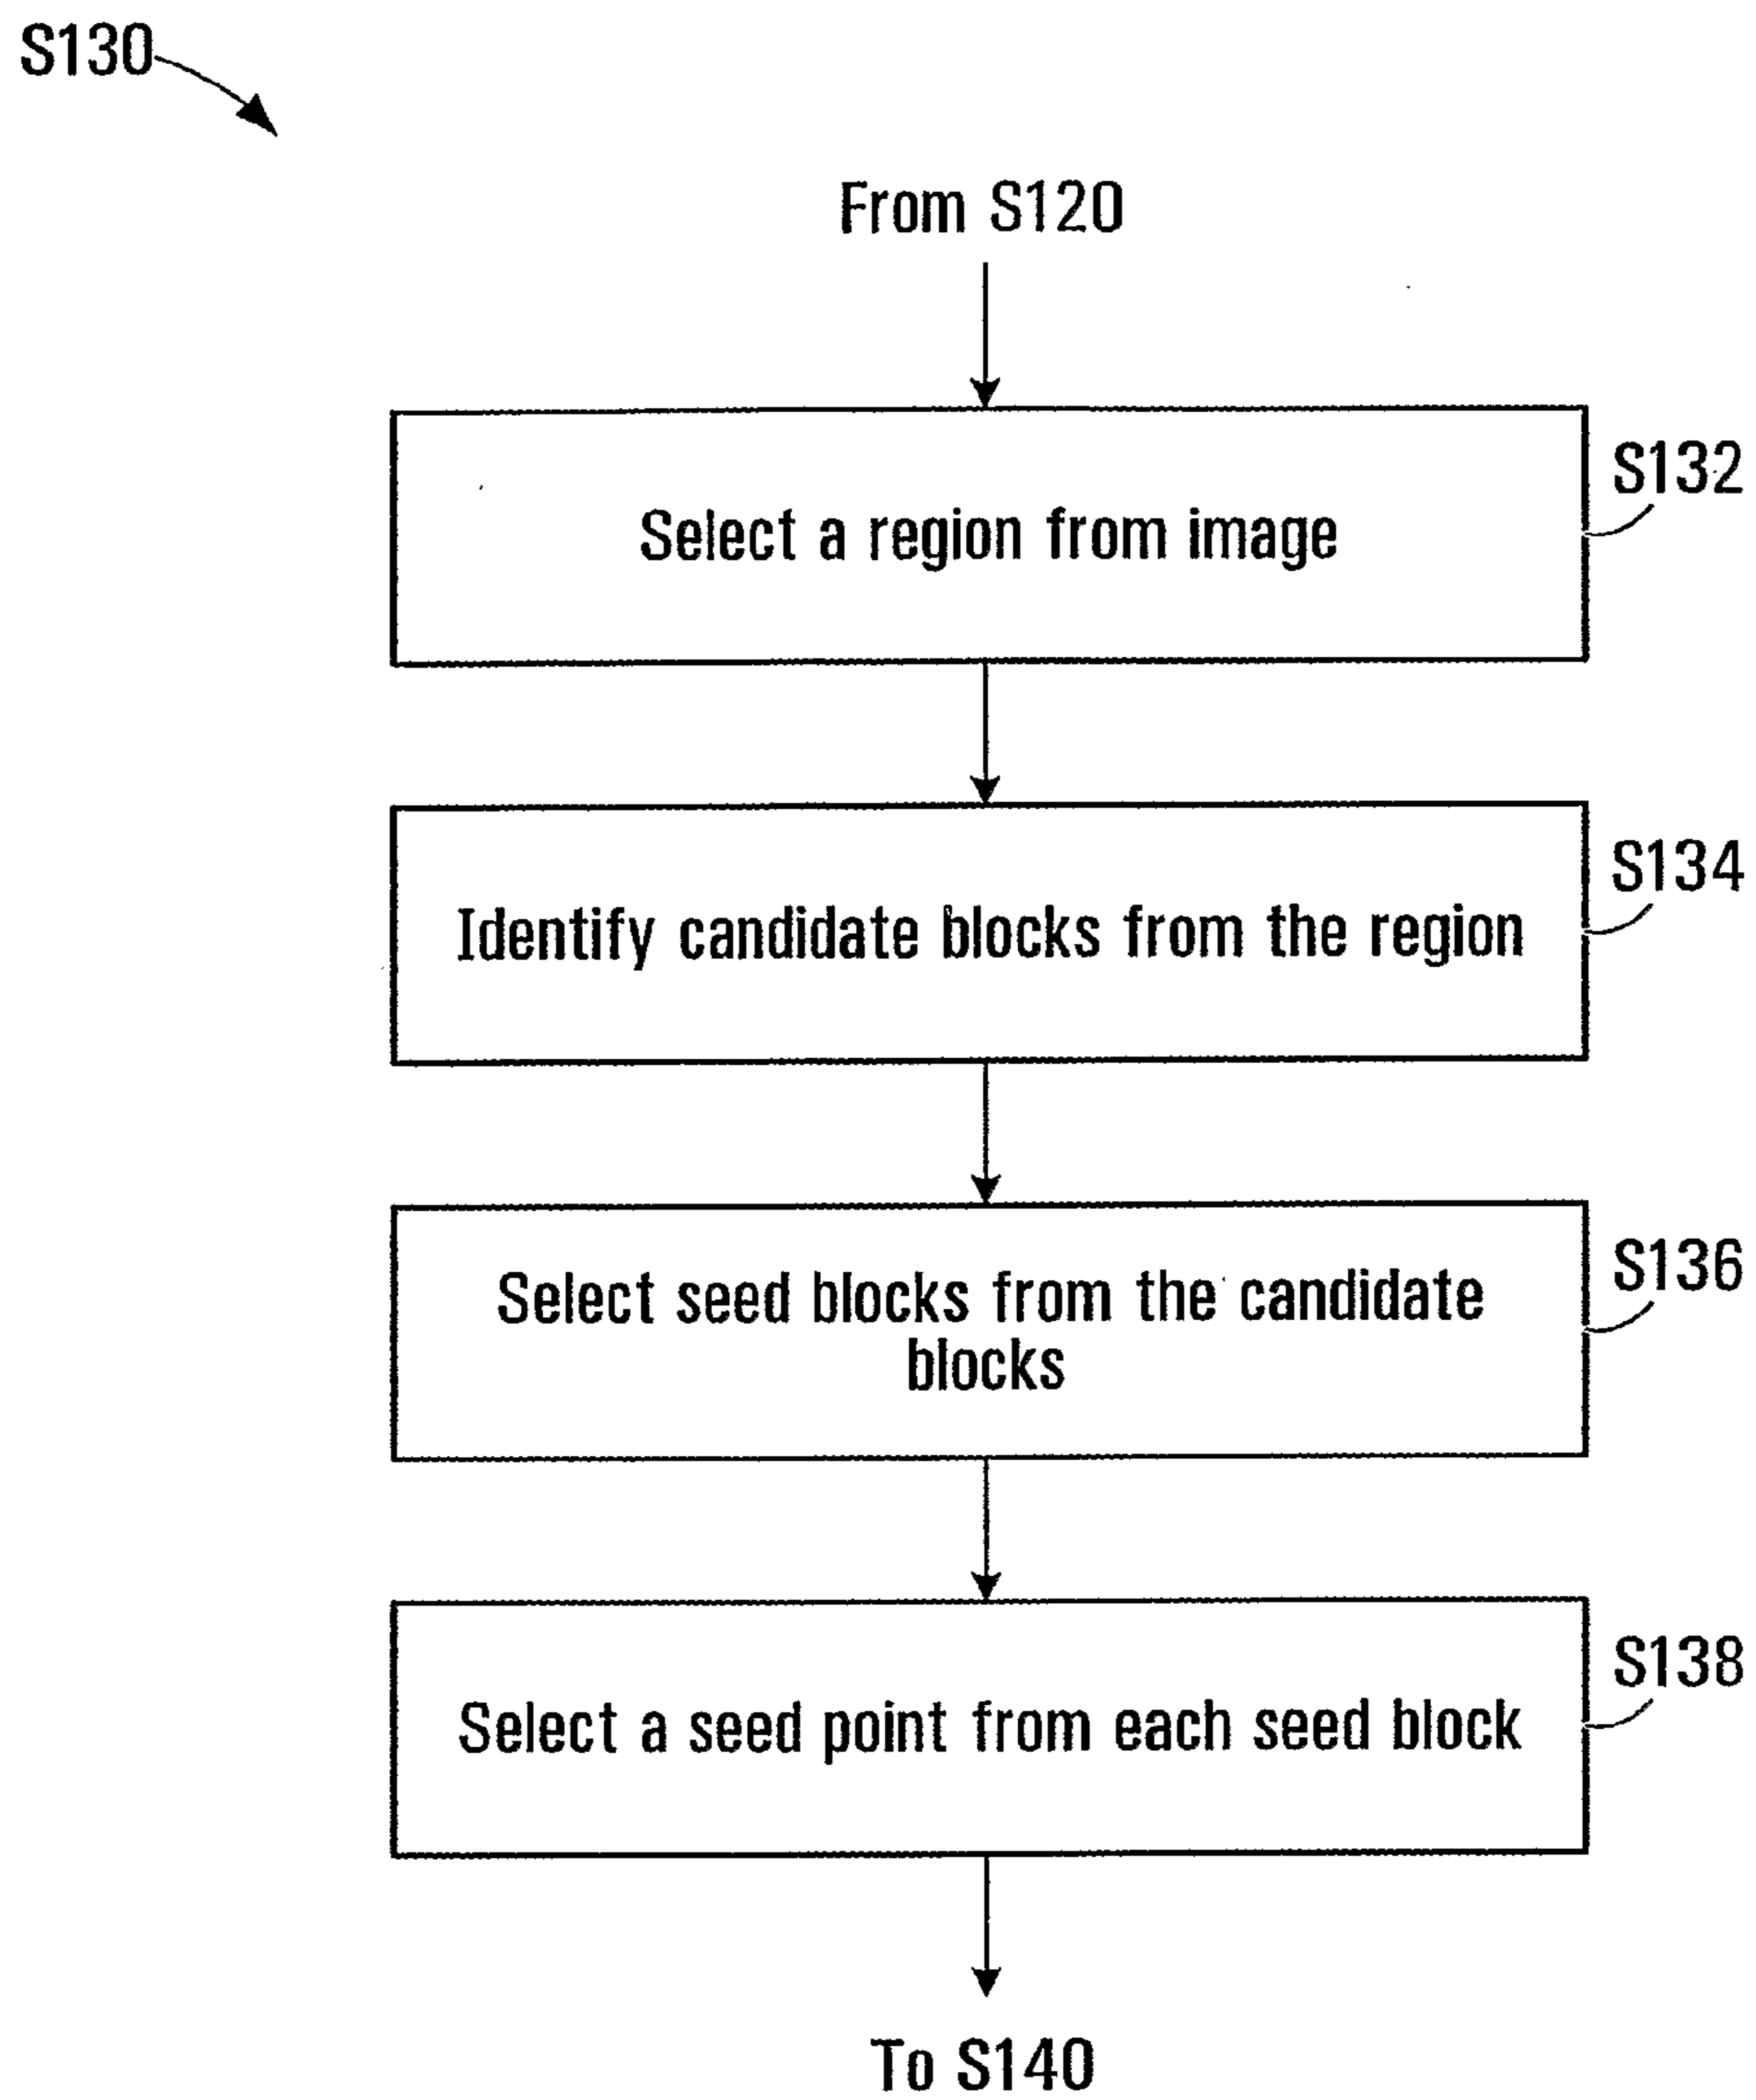 S130
From S120
S132
Select a region from image
S134
Identify candidate blocks from the region
S136
Select seed blocks from the candidate
blocks
S138
Select a seed point from each seed block
To S140